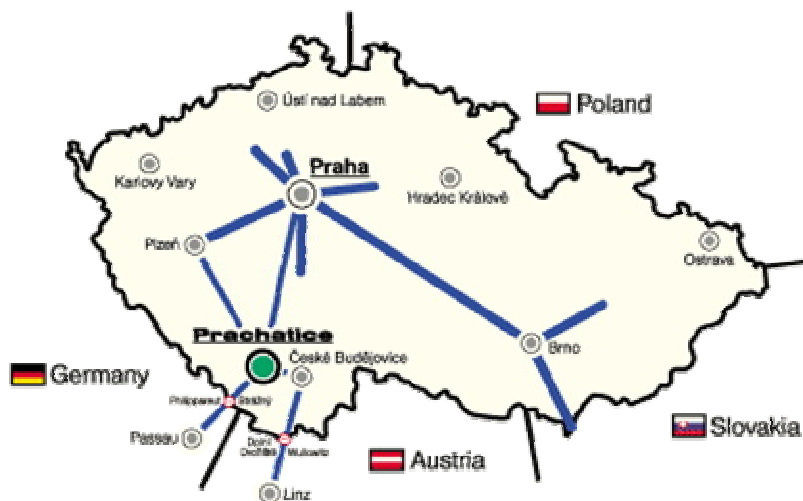 Ústí nad Labem
Poland
Praha
Karlovy Vary
Hradec Králové
Plzeň
Ostrava
Prachatice
Brno
České Budějovice
Germany
Philippsreut
Strážný
Slovakia
Passau
Dolní
Dvořiště
Wullowitz
Austria
Linz